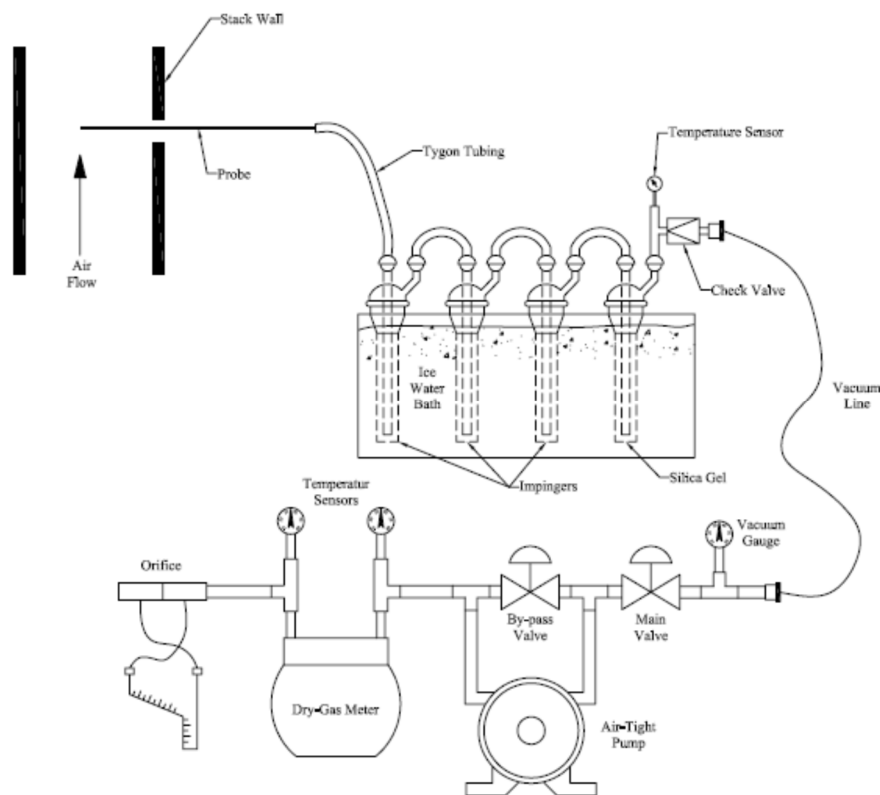 Stack Wall
Temperature Sensor
Tygon Tubing
Probe
Air
Flow
Check Valve
Ice
Water
Bath
Vacuum
Line
Impingers
Silica Gel
Temperatur
Sensors
Vacuum
Gauge
Orifice
By-pass
Valve
Main
Valve
Dry-Gas Meter
Air-Tight
Pump